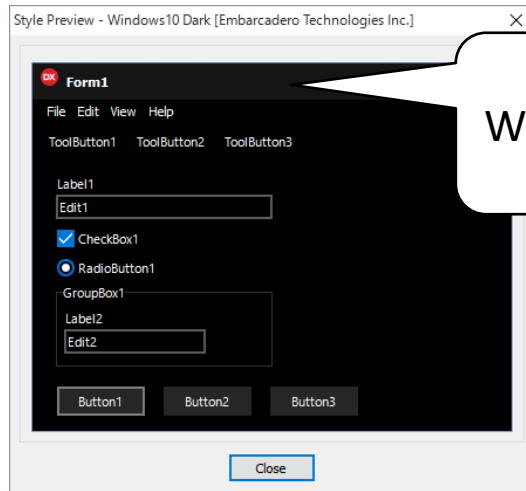 Style Preview - Windows10 Dark [Embarcadero Technologies Inc.]
DX Form1
File Edit View Help
ToolButton1 ToolButton2 ToolButton3
Label1
Edit1
CheckBox1
RadioButton1
GroupBox1
Label2
Edit2
Button1 Button2 Button3
Close